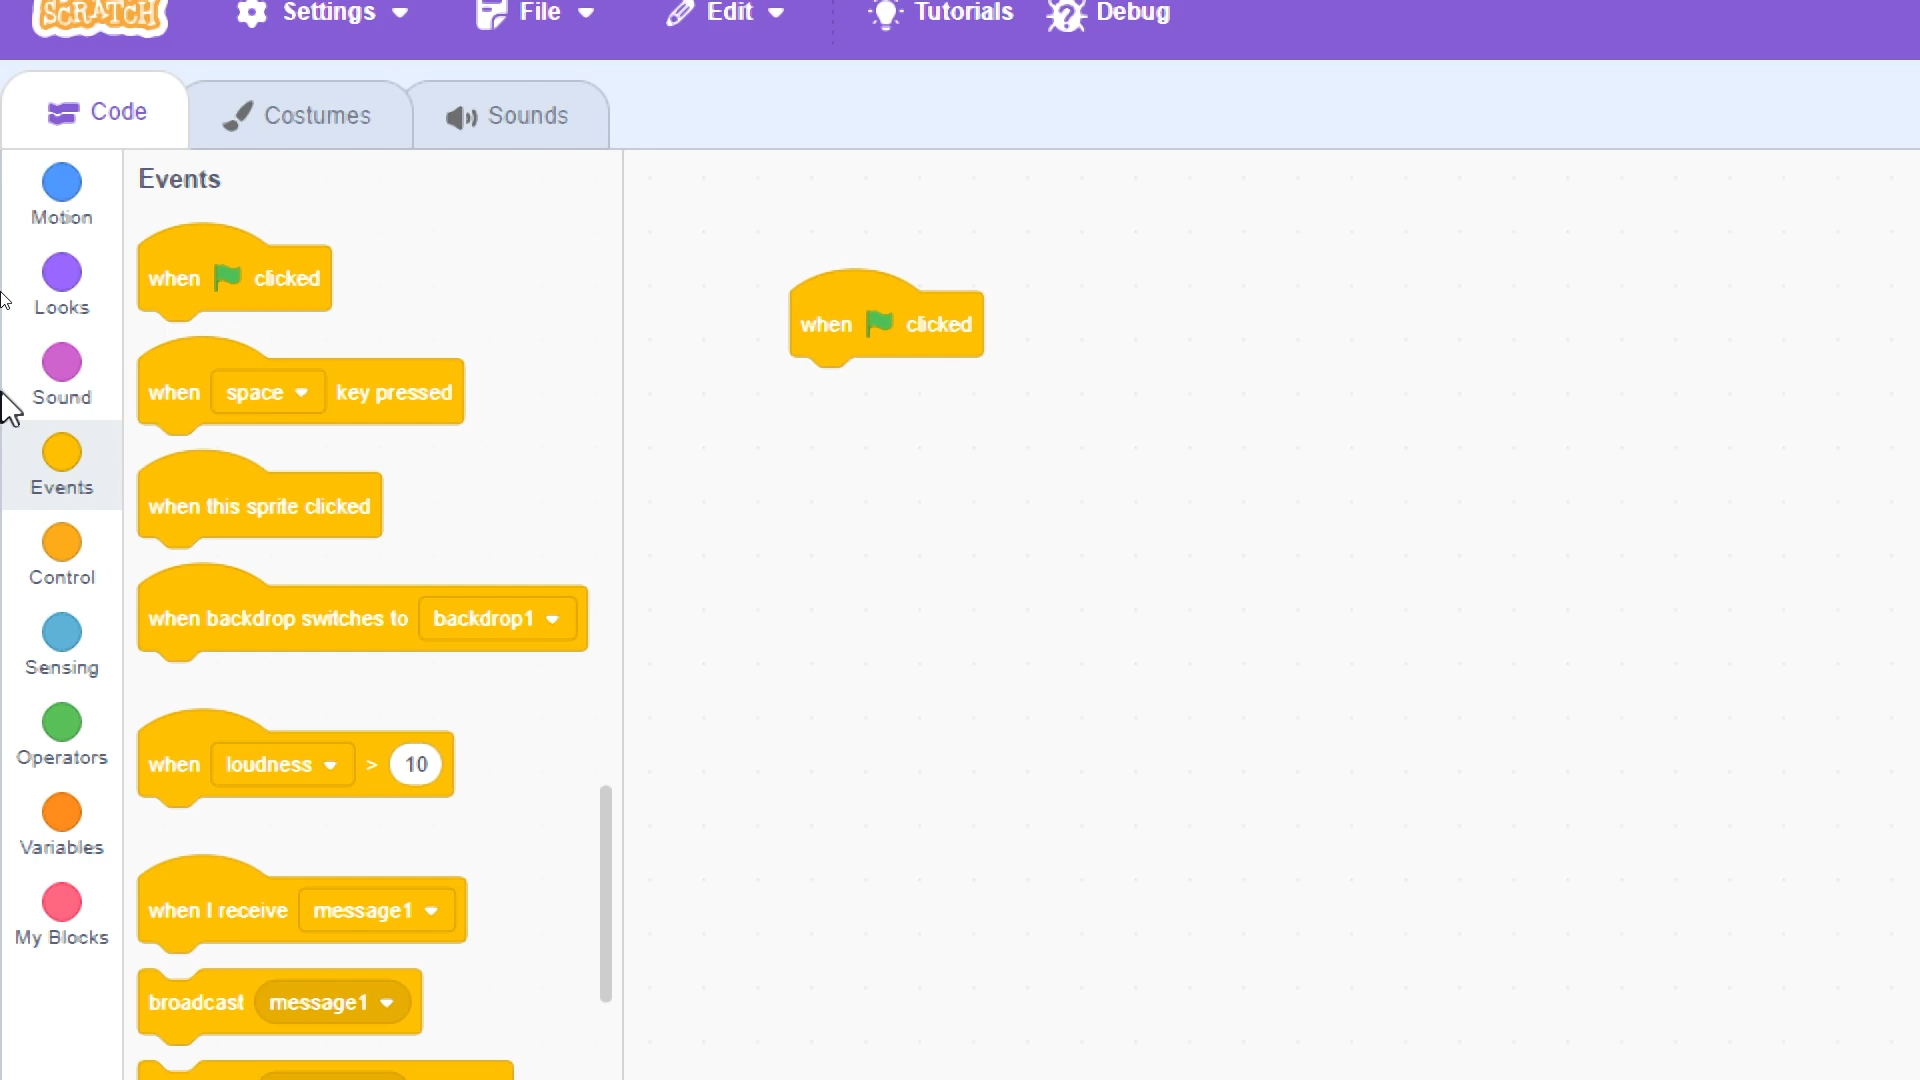 SCRATCH
Settings
File
Edit
Tutorials
Debug
Code
Costumes
Sounds
Motion
Looks
Sound
Events
Control
Sensing
Operators
Variables
My Blocks
Events
when clicked
when space key pressed
when this sprite clicked
when backdrop switches to backdrop1
when loudness > 10
when I receive message1
broadcast message1
when clicked